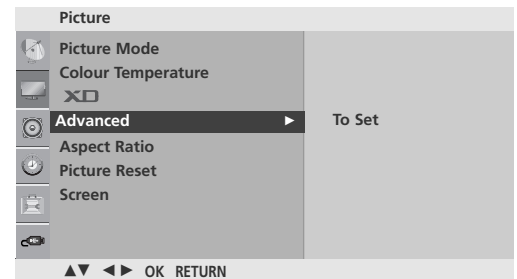 Picture
Picture Mode
Colour Temperature
XD
Advanced ► To Set
Aspect Ratio
Picture Reset
Screen
▲▼ ◄► OK RETURN